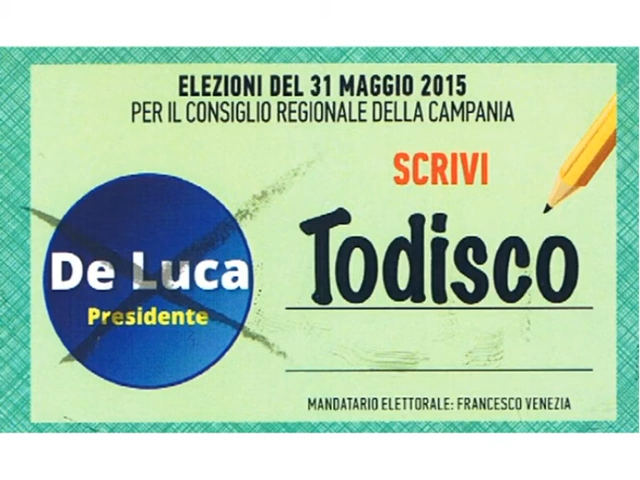 ELEZIONI DEL 31 MAGGIO 2015
PER IL CONSIGLIO REGIONALE DELLA CAMPANIA
SCRIVI
De Luca
Presidente
Todisco
MANDATARIO ELETTORALE: FRANCESCO VENEZIA